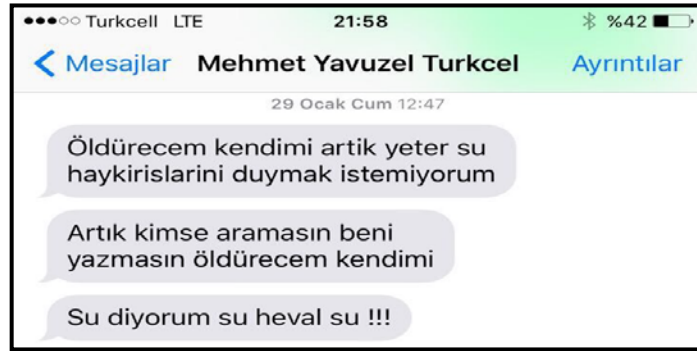 Turkcell LTE 21:58 %42
Mesajlar Mehmet Yavuzel Turkcel Ayrıntılar
29 Ocak Cum 12:47
Öldürecem kendimi artik yeter su
haykirislarini duymak istemiyorum
Artık kimse aramasın beni
yazmasın öldürecem kendimi
Su diyorum su heval su !!!